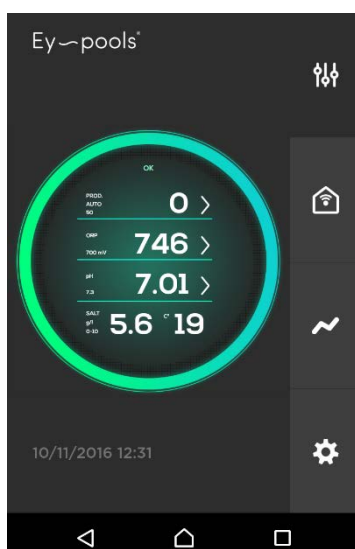 Ey-pools®
OK
PROD.
AUTO
50
0
ORP
700 mV
746
pH
7.3
7.01
SALT
g/l
0-10
5.6
C°
19
10/11/2016 12:31